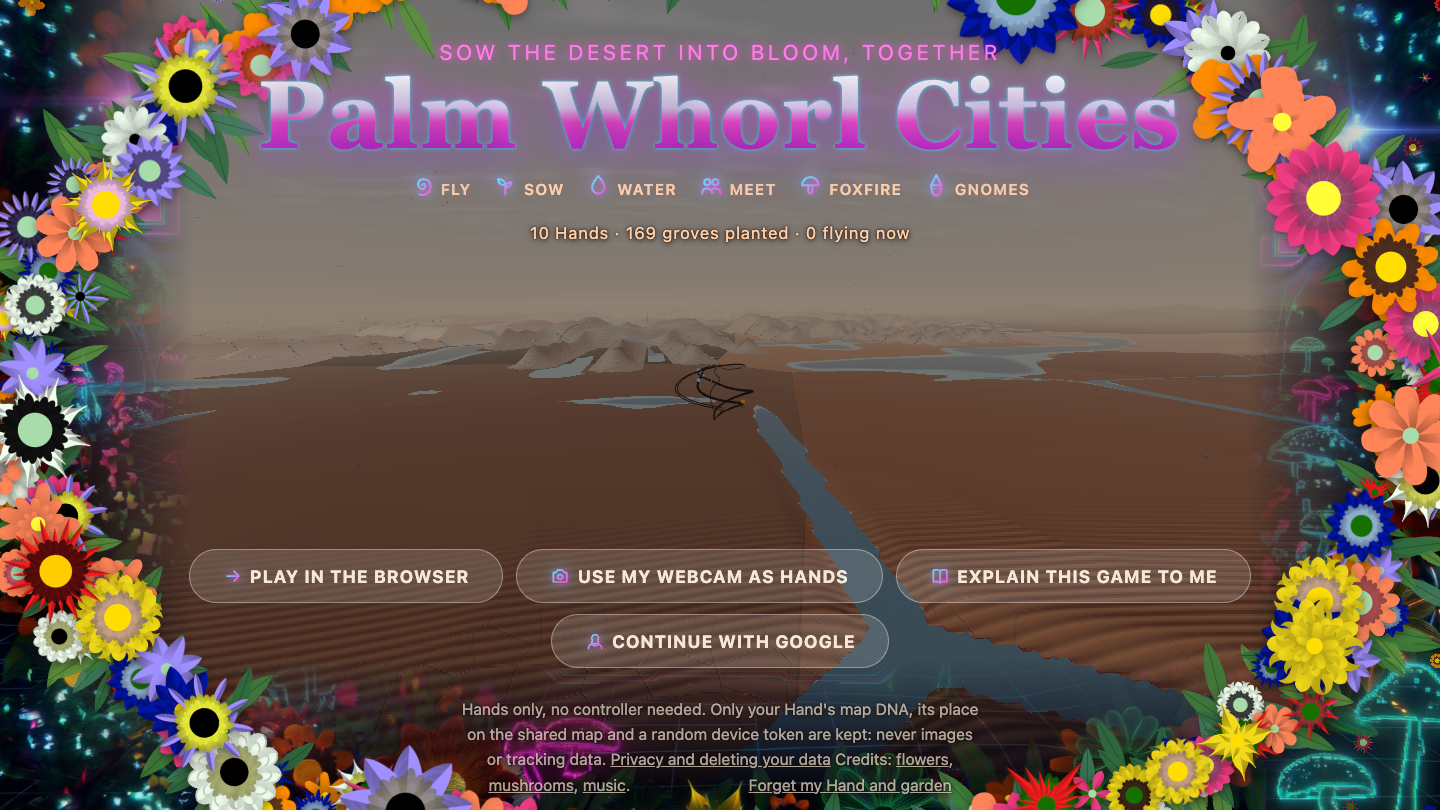 SOW THE DESERT INTO BLOOM, TOGETHER
Palm Whorl Cities
FLY SOW WATER MEET FOXFIRE GNOMES
10 Hands · 169 groves planted · 0 flying now
PLAY IN THE BROWSER USE MY WEBCAM AS HANDS EXPLAIN THIS GAME TO ME
CONTINUE WITH GOOGLE
Hands only, no controller needed. Only your Hand's map DNA, its place
on the shared map and a random device token are kept: never images
or tracking data. Privacy and deleting your data Credits: flowers,
mushrooms, music. Forget my Hand and garden